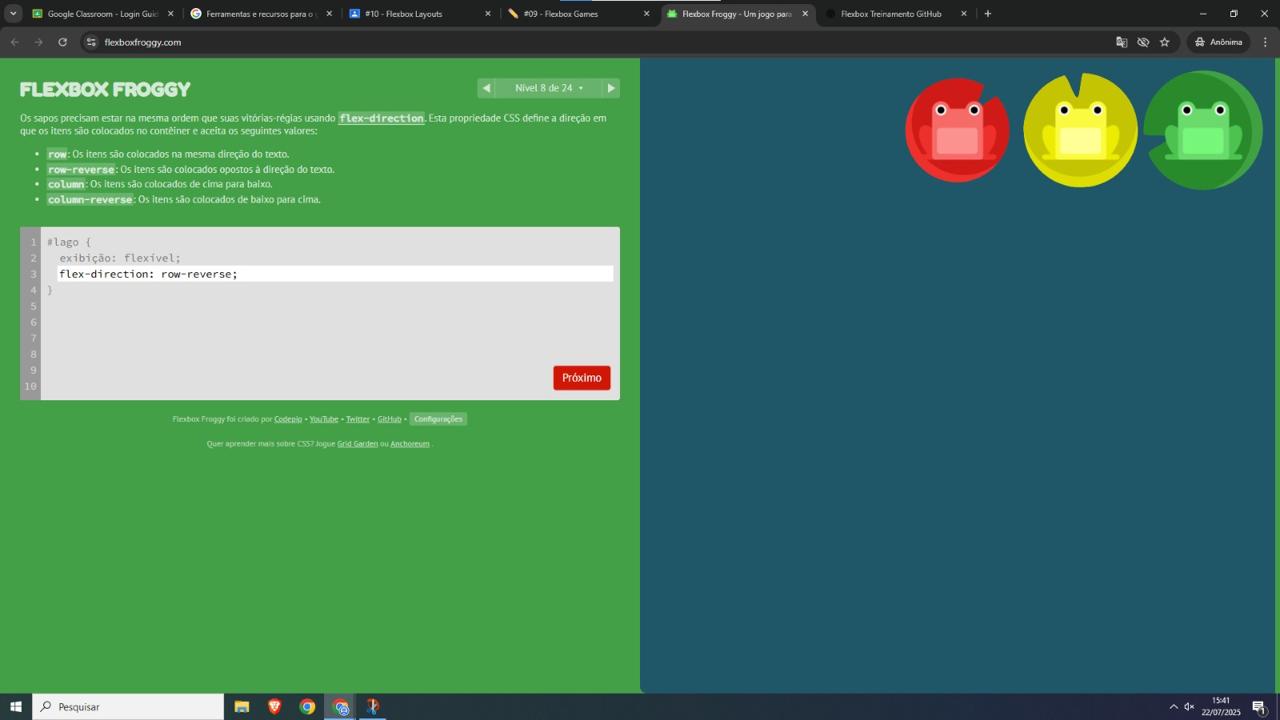 Google Classroom - Login Guid
Ferramentas e recursos para o g
#10 - Flexbox Layouts
#09 - Flexbox Games
Flexbox Froggy - Um jogo para
Flexbox Treinamento GitHub
flexboxfroggy.com
Anônima
FLEXBOX FROGGY
Nível 8 de 24
Os sapos precisam estar na mesma ordem que suas vitórias-régias usando flex-direction. Esta propriedade CSS define a direção em
que os itens são colocados no contêiner e aceita os seguintes valores:
• row: Os itens são colocados na mesma direção do texto.
• row-reverse: Os itens são colocados opostos à direção do texto.
• column: Os itens são colocados de cima para baixo.
• column-reverse: Os itens são colocados de baixo para cima.
1 #lago {
2 exibição: flexível;
3 flex-direction: row-reverse;
4 }
5
6
7
8
9
10
Próximo
Flexbox Froggy foi criado por Codepip • YouTube • Twitter • GitHub • Configurações
Quer aprender mais sobre CSS? Jogue Grid Garden ou Anchoreum .
Pesquisar
15:41
22/07/2025
1